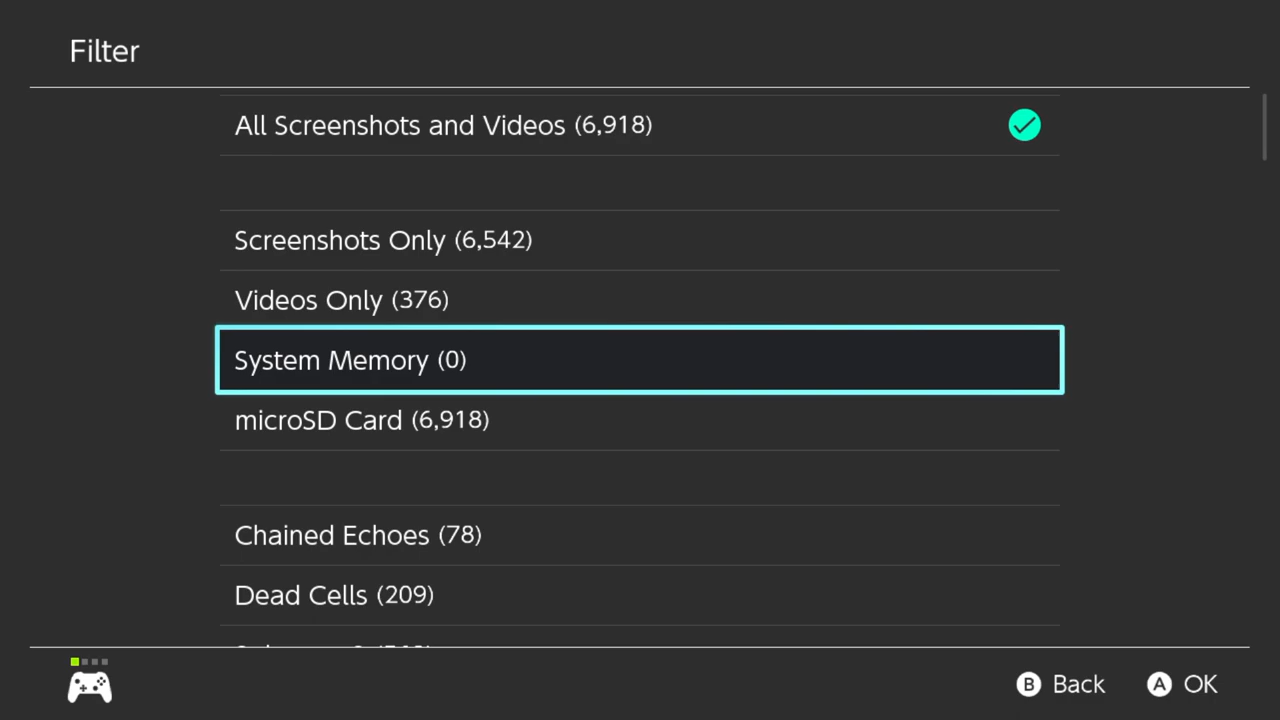 Filter
All Screenshots and Videos (6,918)
Screenshots Only (6,542)
Videos Only (376)
System Memory (0)
microSD Card (6,918)
Chained Echoes (78)
Dead Cells (209)
B Back A OK